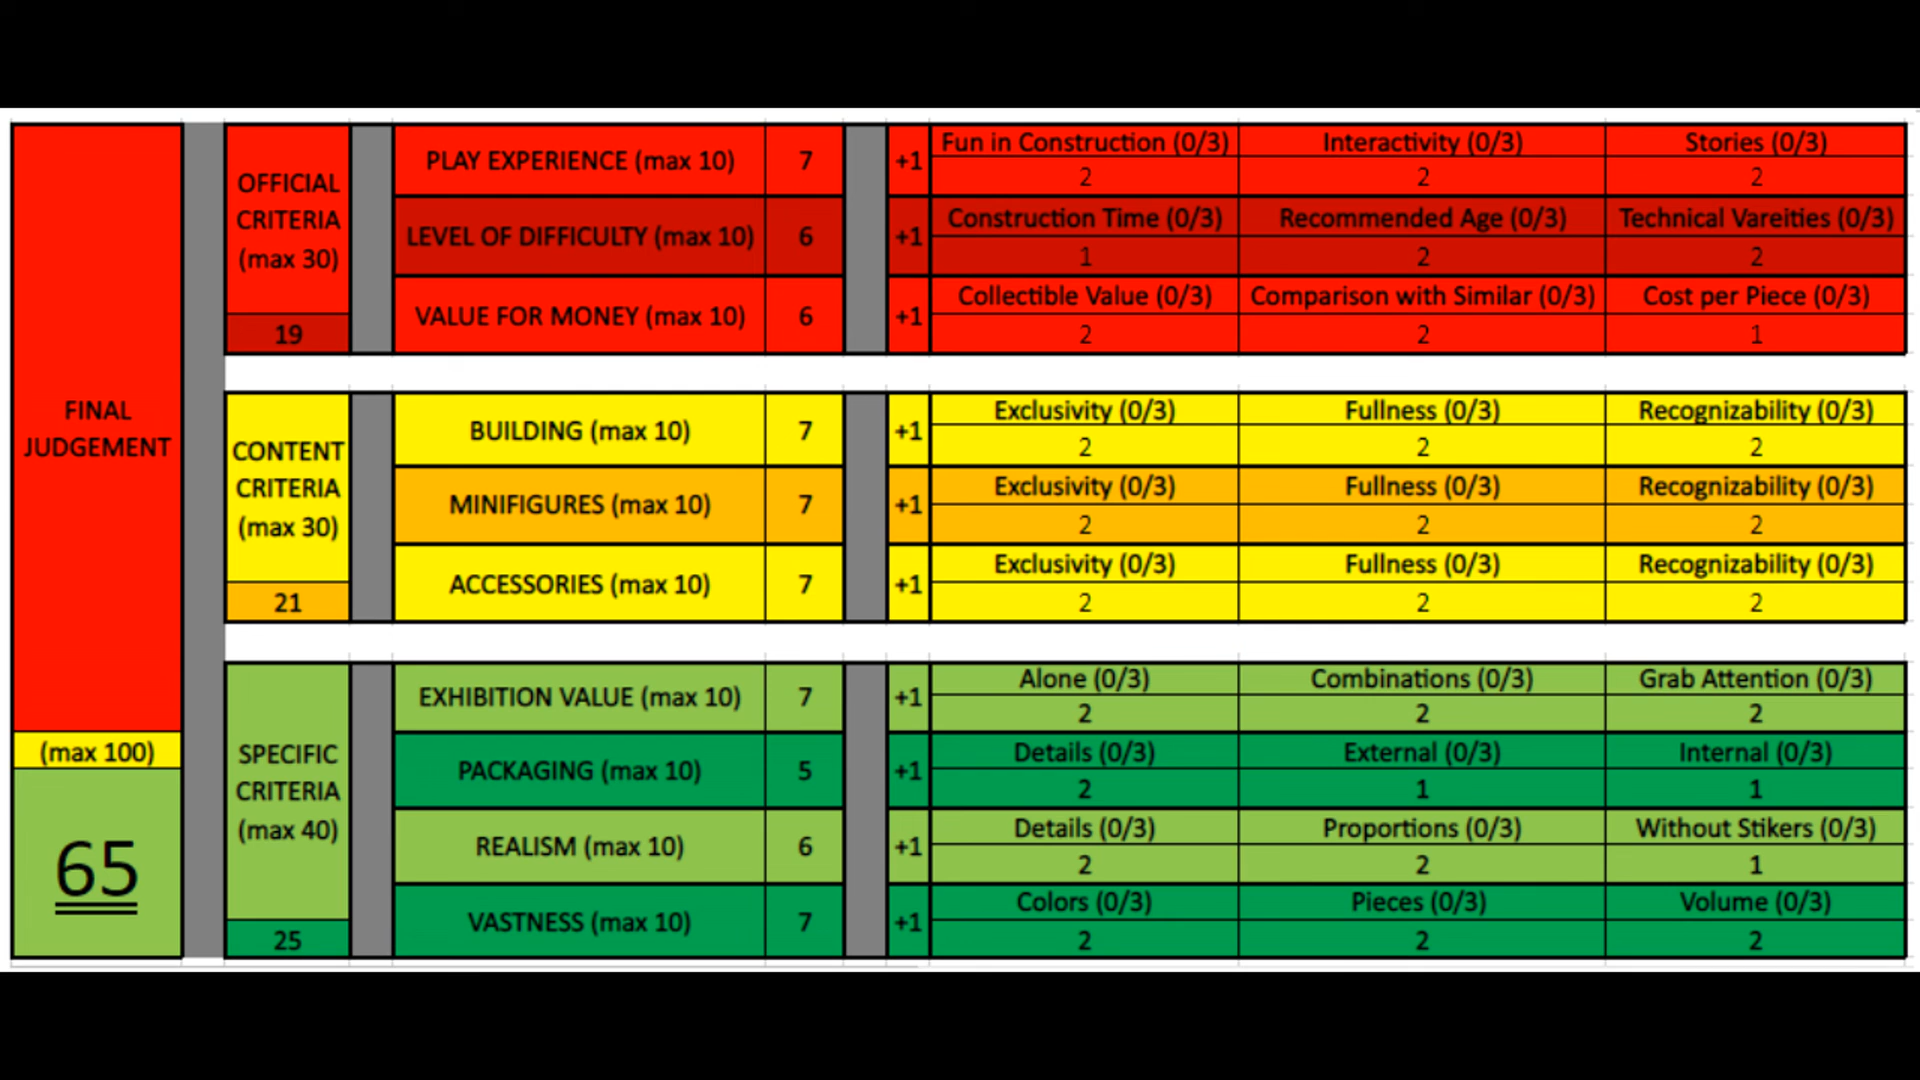 FINAL
JUDGEMENT
(max 100)
65
OFFICIAL
CRITERIA
(max 30)
19
PLAY EXPERIENCE (max 10) 7 +1 Fun in Construction (0/3) Interactivity (0/3) Stories (0/3)
2 2 2
LEVEL OF DIFFICULTY (max 10) 6 +1 Construction Time (0/3) Recommended Age (0/3) Technical Vareities (0/3)
1 2 2
VALUE FOR MONEY (max 10) 6 +1 Collectible Value (0/3) Comparison with Similar (0/3) Cost per Piece (0/3)
2 2 1
CONTENT
CRITERIA
(max 30)
21
BUILDING (max 10) 7 +1 Exclusivity (0/3) Fullness (0/3) Recognizability (0/3)
2 2 2
MINIFIGURES (max 10) 7 +1 Exclusivity (0/3) Fullness (0/3) Recognizability (0/3)
2 2 2
ACCESSORIES (max 10) 7 +1 Exclusivity (0/3) Fullness (0/3) Recognizability (0/3)
2 2 2
SPECIFIC
CRITERIA
(max 40)
25
EXHIBITION VALUE (max 10) 7 +1 Alone (0/3) Combinations (0/3) Grab Attention (0/3)
2 2 2
PACKAGING (max 10) 5 +1 Details (0/3) External (0/3) Internal (0/3)
2 1 1
REALISM (max 10) 6 +1 Details (0/3) Proportions (0/3) Without Stikers (0/3)
2 2 1
VASTNESS (max 10) 7 +1 Colors (0/3) Pieces (0/3) Volume (0/3)
2 2 2